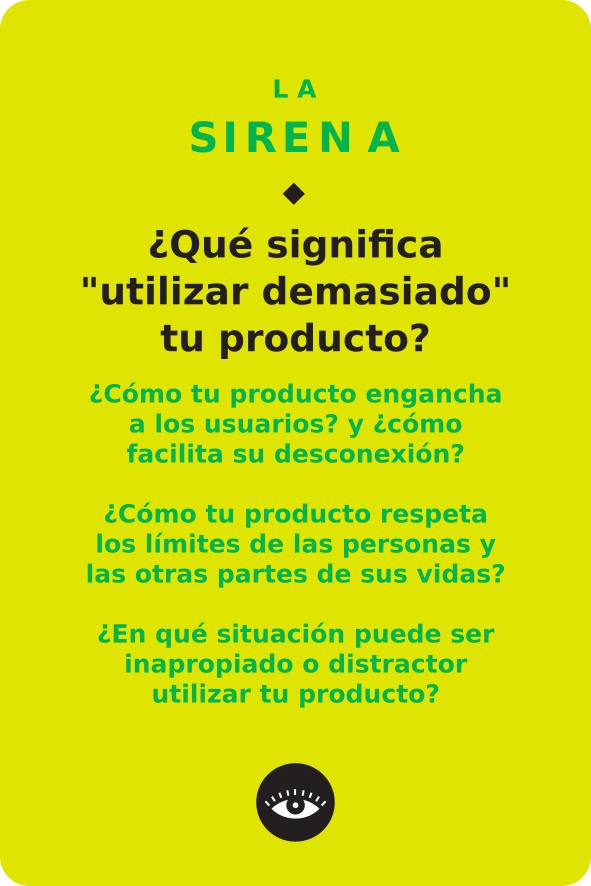 LA
SIRENA
¿Qué significa
"utilizar demasiado"
tu producto?
¿Cómo tu producto engancha
a los usuarios? y ¿cómo
facilita su desconexión?
¿Cómo tu producto respeta
los límites de las personas y
las otras partes de sus vidas?
¿En qué situación puede ser
inapropiado o distractor
utilizar tu producto?